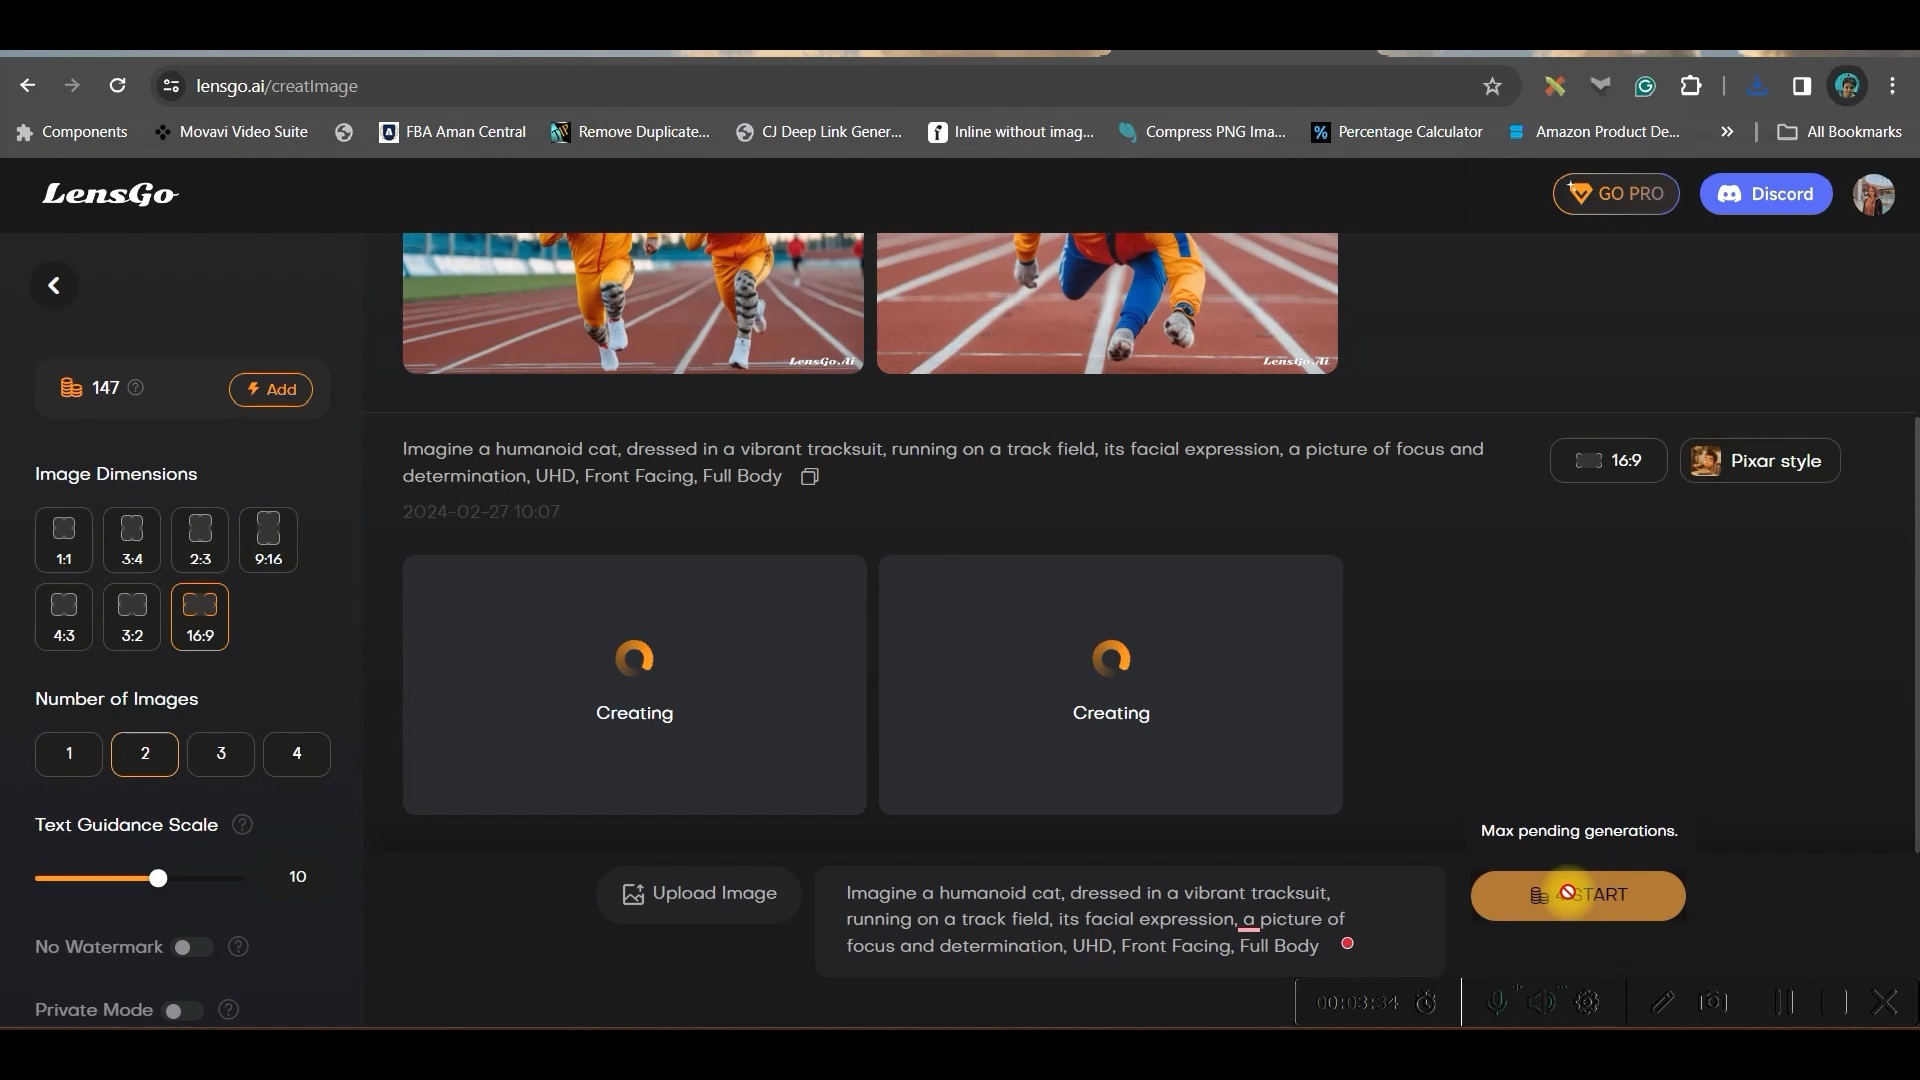 lensgo.ai/creatImage
Components
Movavi Video Suite
FBA Aman Central
Remove Duplicate...
CJ Deep Link Gener...
Inline without imag...
Compress PNG Ima...
Percentage Calculator
Amazon Product De...
All Bookmarks
LensGo
GO PRO
Discord
147
Add
LensGo.Ai
LensGo.Ai
Imagine a humanoid cat, dressed in a vibrant tracksuit, running on a track field, its facial expression, a picture of focus and
determination, UHD, Front Facing, Full Body
2024-02-27 10:07
16:9
Pixar style
Image Dimensions
1:1
3:4
2:3
9:16
4:3
3:2
16:9
Number of Images
1
2
3
4
Text Guidance Scale
10
No Watermark
Private Mode
Creating
Creating
Max pending generations.
Upload Image
Imagine a humanoid cat, dressed in a vibrant tracksuit,
running on a track field, its facial expression, a picture of
focus and determination, UHD, Front Facing, Full Body
4 START
00:03:34